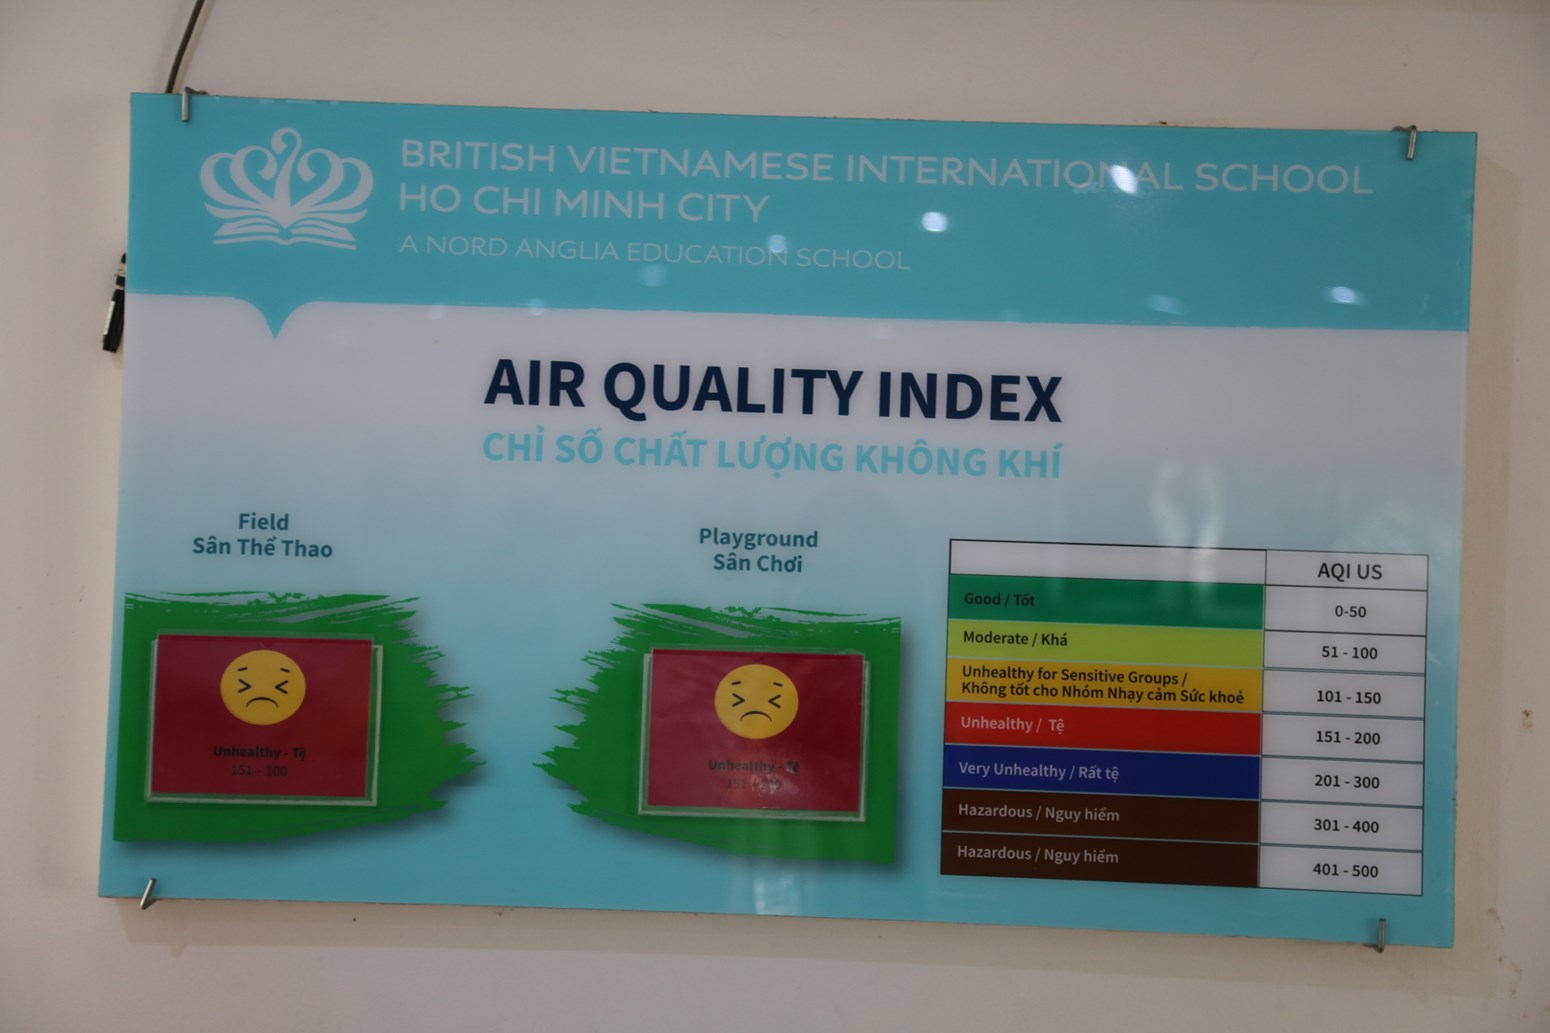 BRITISH VIETNAMESE INTERNATIONAL SCHOOL
HO CHI MINH CITY
A NORD ANGLIA EDUCATION SCHOOL
AIR QUALITY INDEX
CHỈ SỐ CHẤT LƯỢNG KHÔNG KHÍ
Field
Sân Thể Thao
Unhealthy - Tệ
151 - 200
Playground
Sân Chơi
Unhealthy - Tệ
151 - 200
AQI US
Good / Tốt 0-50
Moderate / Khá 51 - 100
Unhealthy for Sensitive Groups /
Không tốt cho Nhóm Nhạy cảm Sức khoẻ 101 - 150
Unhealthy / Tệ 151 - 200
Very Unhealthy / Rất tệ 201 - 300
Hazardous / Nguy hiểm 301 - 400
Hazardous / Nguy hiểm 401 - 500